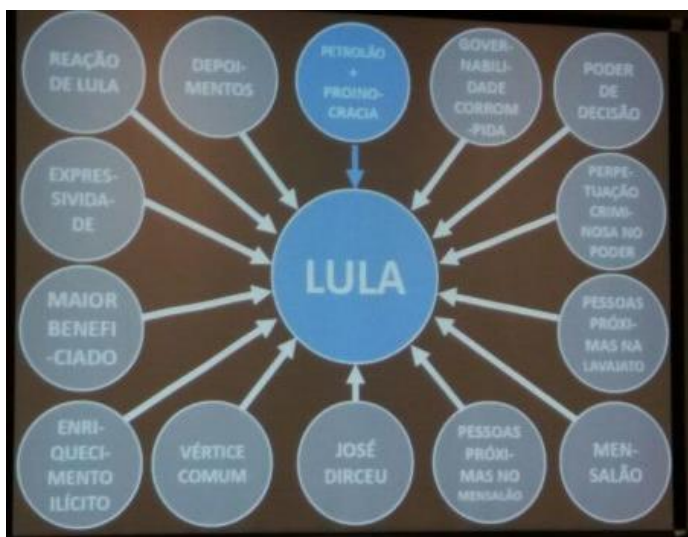 REAÇÃO
DE LULA
DEPOI-
MENTOS
PETROLÃO
+
PROINO-
CRACIA
GOVER-
NABILI-
DADE
CORROM
-PIDA
PODER
DE
DECISÃO
EXPRES-
SIVIDA-
DE
PERPE-
TUAÇÃO
CRIMI-
NOSA NO
PODER
LULA
MAIOR
BENEFI
-CIADO
PESSOAS
PRÓXI-
MAS NA
LAVAJATO
ENRI-
QUECI-
MENTO
ILÍCITO
VÉRTICE
COMUM
JOSÉ
DIRCEU
PESSOAS
PRÓXI-
MAS NO
MENSALÃO
MEN-
SALÃO